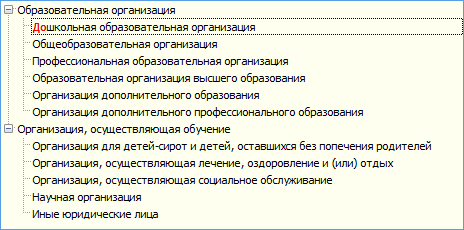 Образовательная организация
Дошкольная образовательная организация
Общеобразовательная организация
Профессиональная образовательная организация
Образовательная организация высшего образования
Организация дополнительного образования
Организация дополнительного профессионального образования
Организация, осуществляющая обучение
Организация для детей-сирот и детей, оставшихся без попечения родителей
Организация, осуществляющая лечение, оздоровление и (или) отдых
Организация, осуществляющая социальное обслуживание
Научная организация
Иные юридические лица